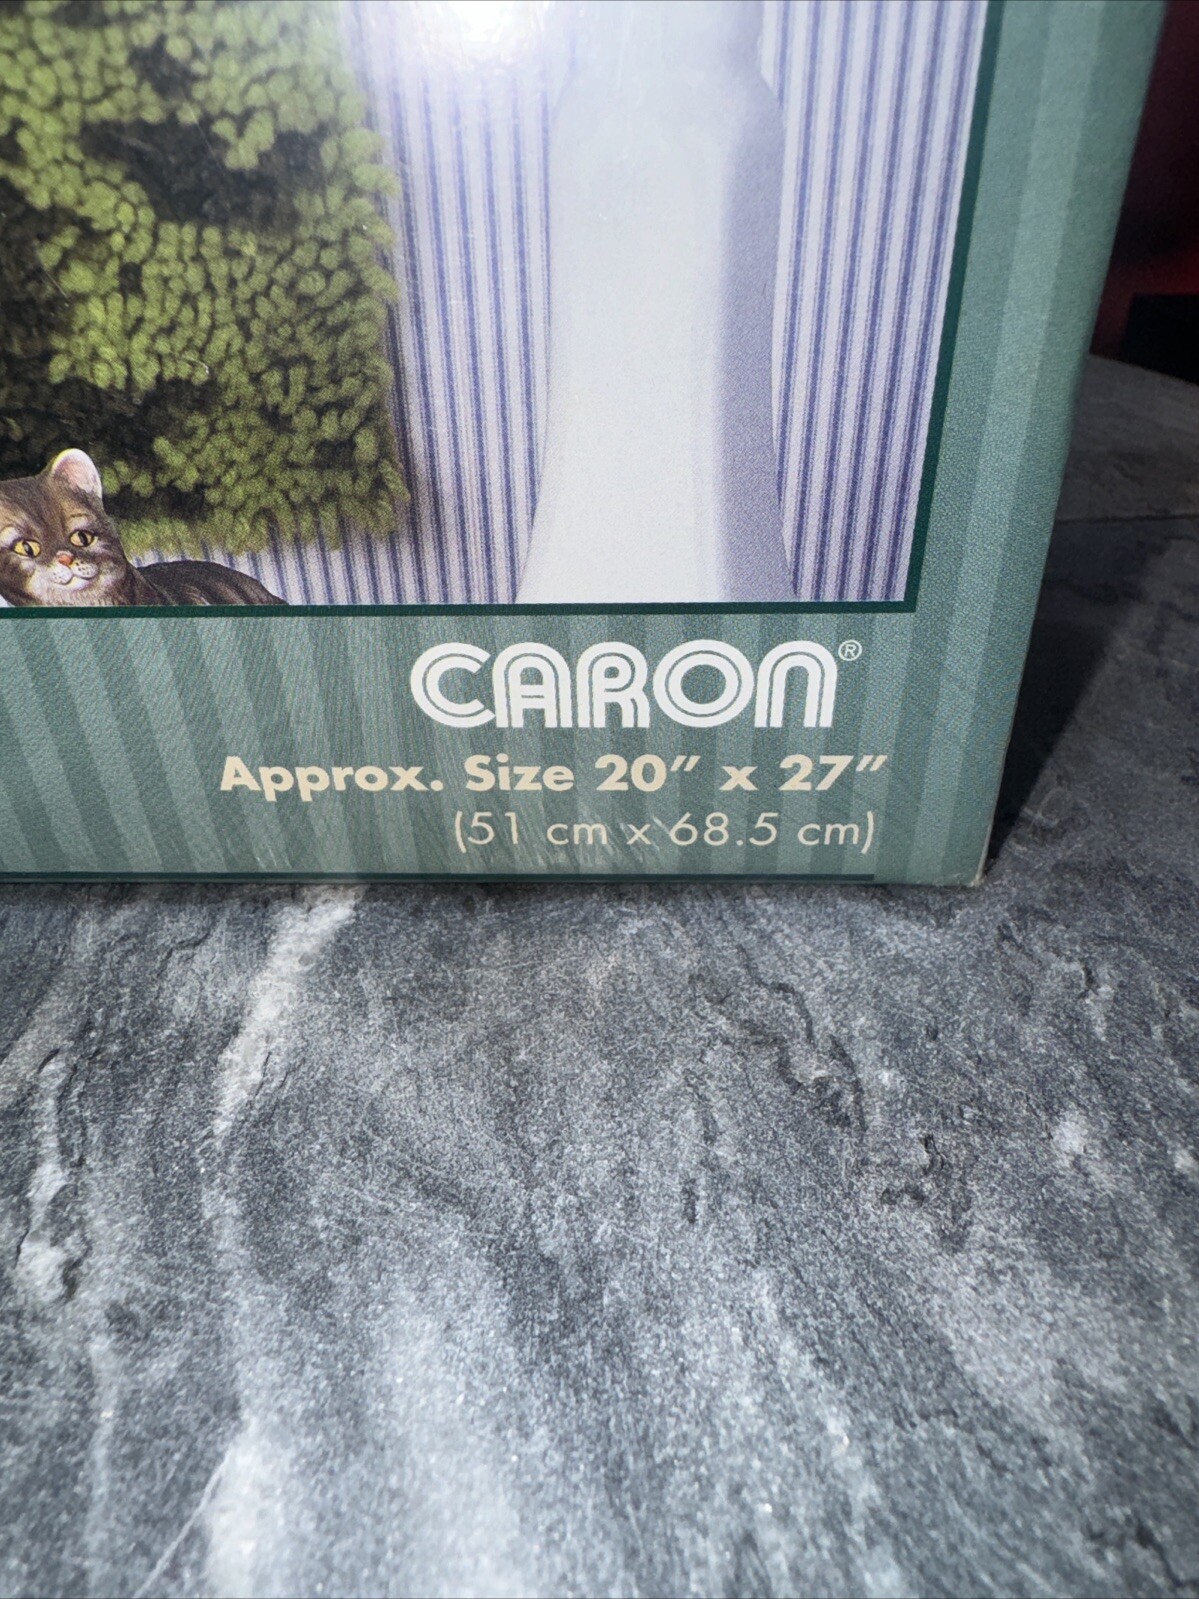 CARON®
Approx. Size 20" x 27"
(51 cm x 68.5 cm)